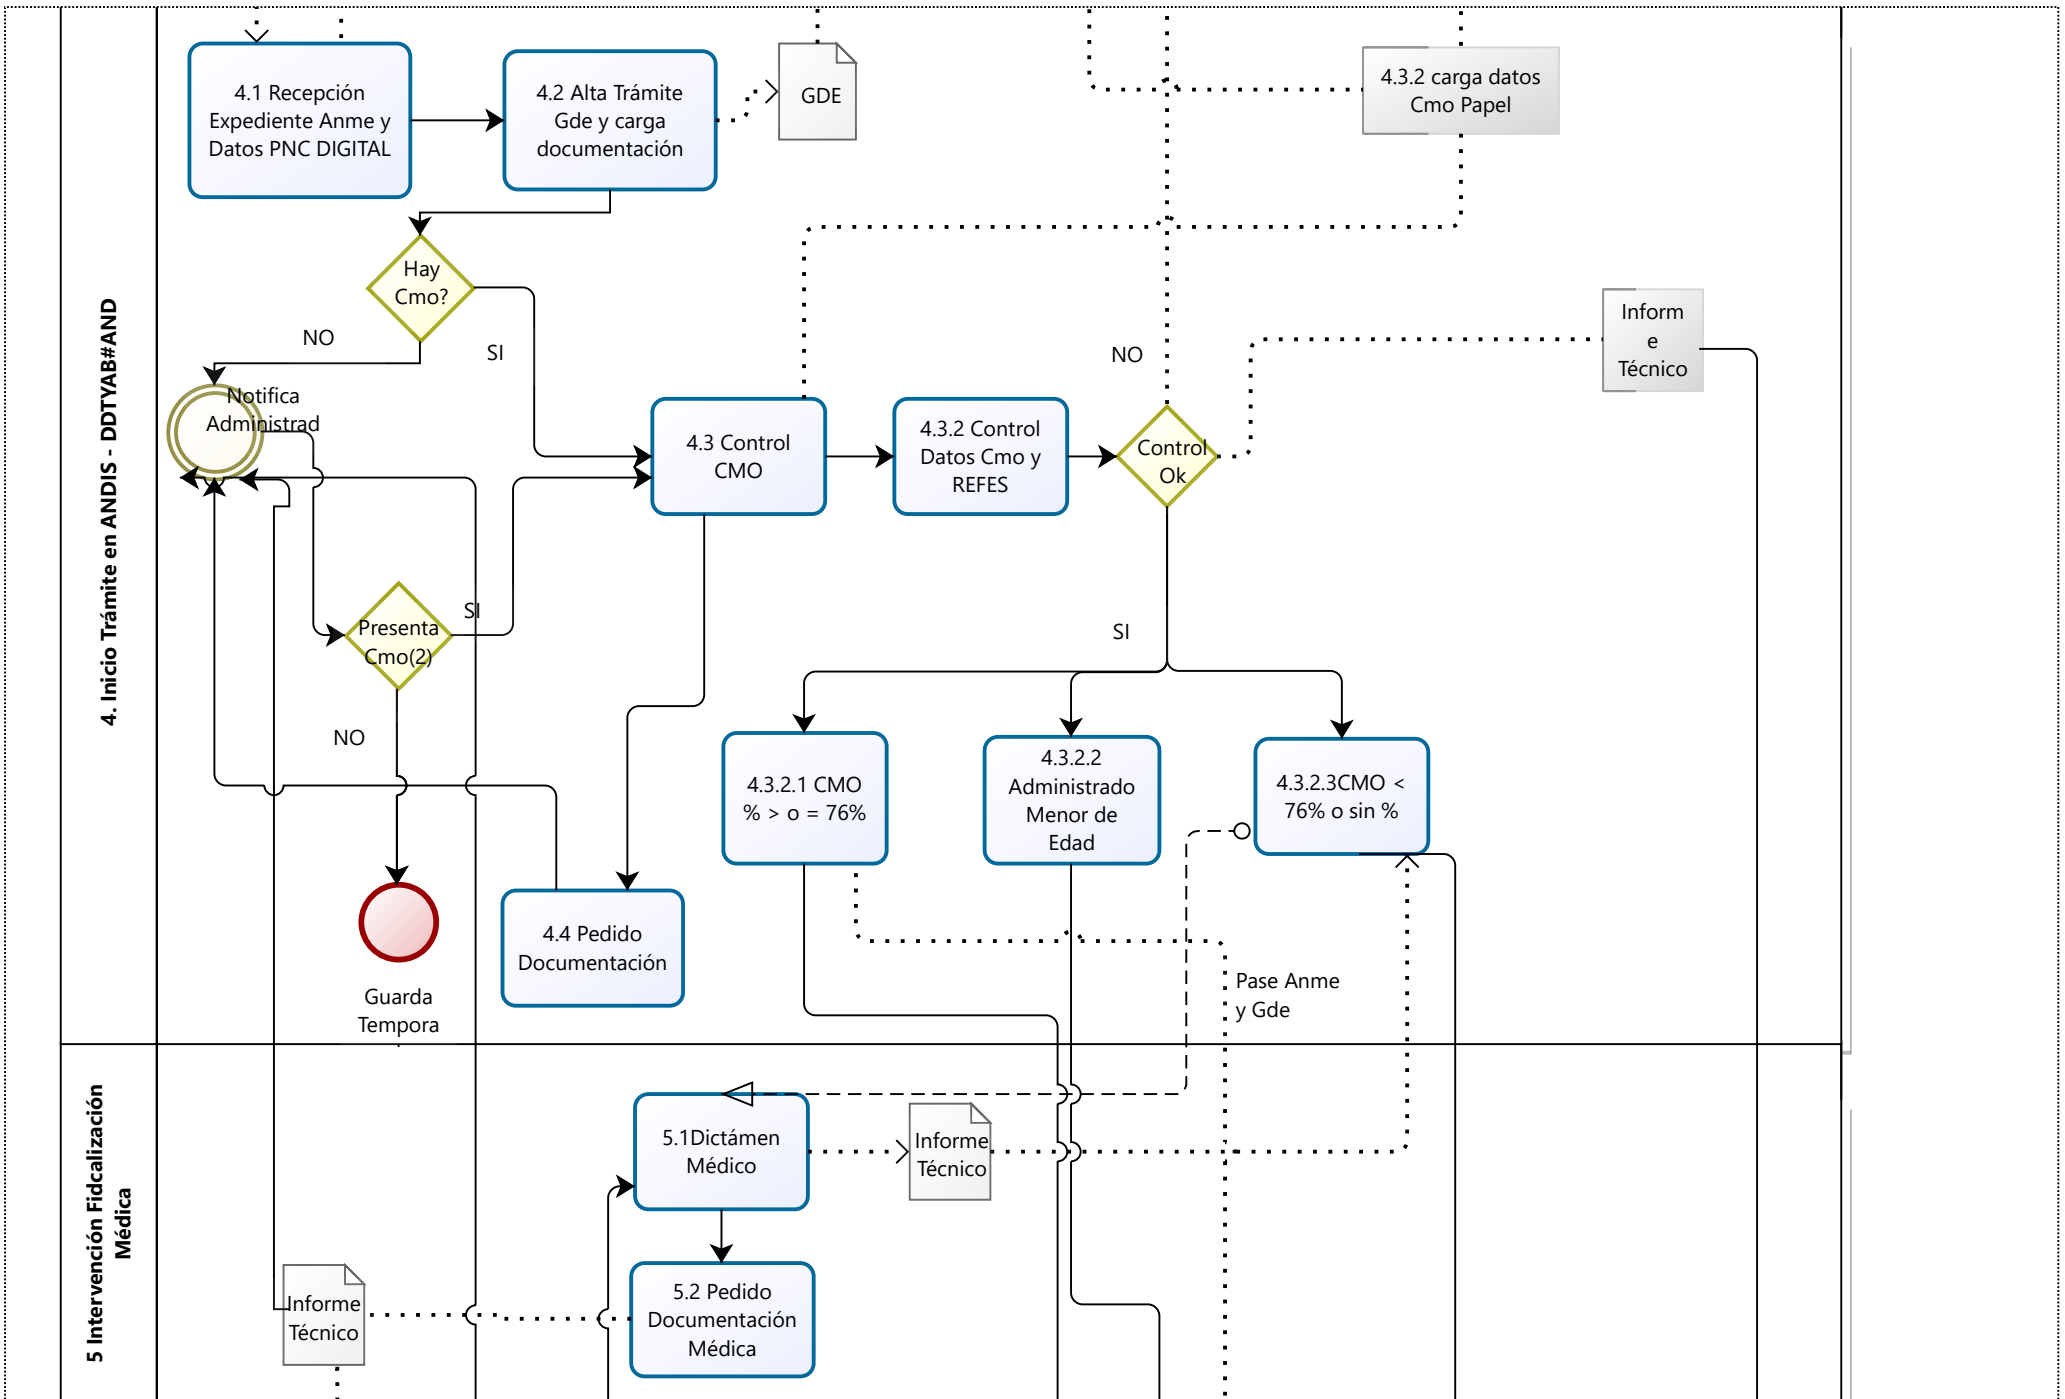 4. Inicio Trámite en ANDIS - DDTYAB#AND
4.1 Recepción
Expediente Anme y
Datos PNC DIGITAL
4.2 Alta Trámite
Gde y carga
documentación
GDE
4.3.2 carga datos
Cmo Papel
Hay
Cmo?
NO
SI
Notifica
Administrad
4.3 Control
CMO
4.3.2 Control
Datos Cmo y
REFES
NO
Control
Ok
Inform
e
Técnico
Presenta
Cmo(2)
SI
NO
SI
4.3.2.1 CMO
% > o = 76%
4.3.2.2
Administrado
Menor de
Edad
4.3.2.3CMO <
76% o sin %
Guarda
Tempora
4.4 Pedido
Documentación
Pase Anme
y Gde
5 Intervención Fidcalización
Médica
5.1Dictámen
Médico
Informe
Técnico
Informe
Técnico
5.2 Pedido
Documentación
Médica